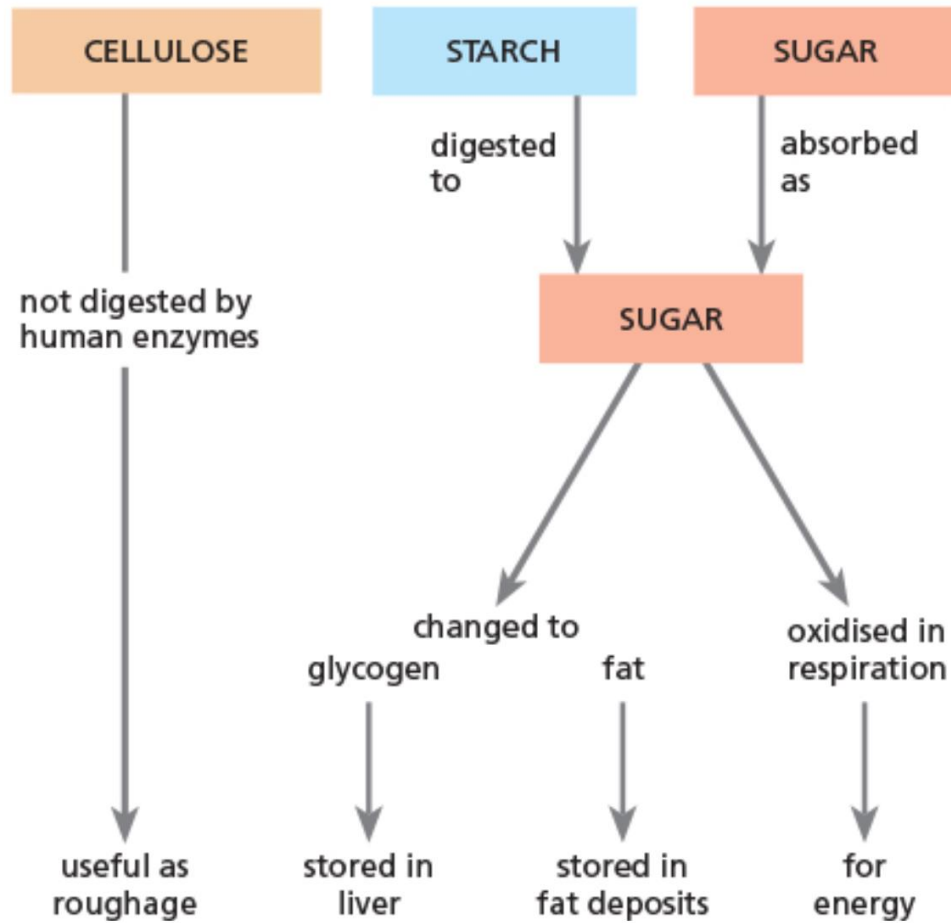 CELLULOSE
STARCH
SUGAR
digested
to
absorbed
as
not digested by
human enzymes
SUGAR
changed to
glycogen
fat
oxidised in
respiration
useful as
roughage
stored in
liver
stored in
fat deposits
for
energy